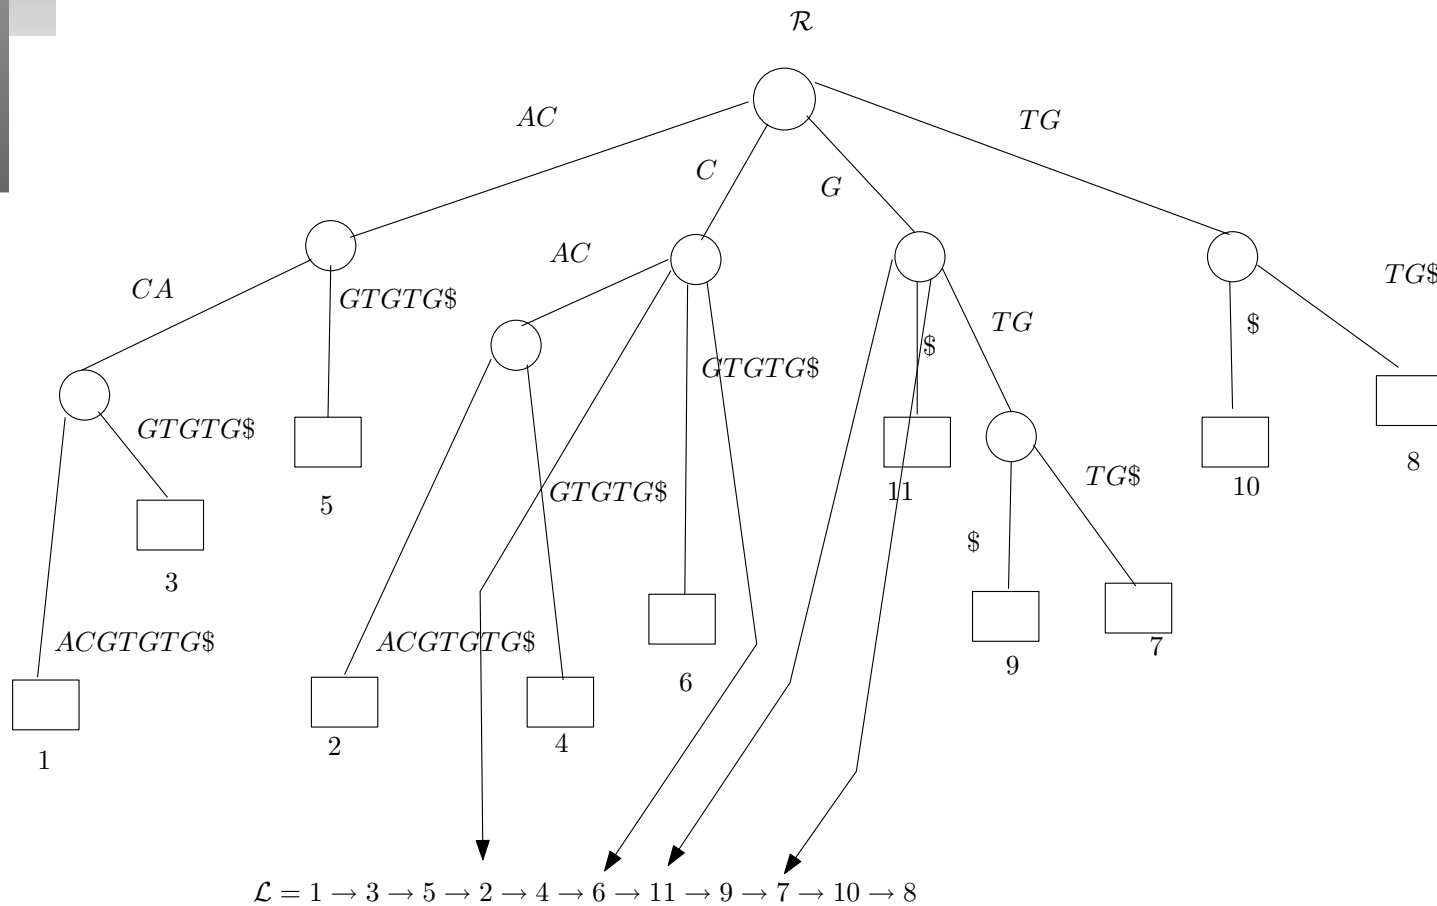 ℛ
AC
TG
C
G
AC
TG$
CA
GTGTG$
TG
$
$
GTGTG$
GTGTG$
8
TG$
10
11
5
GTGTG$
$
3
ACGTGTG$
ACGTGTG$
7
9
6
4
2
1
ℒ = 1 → 3 → 5 → 2 → 4 → 6 → 11 → 9 → 7 → 10 → 8